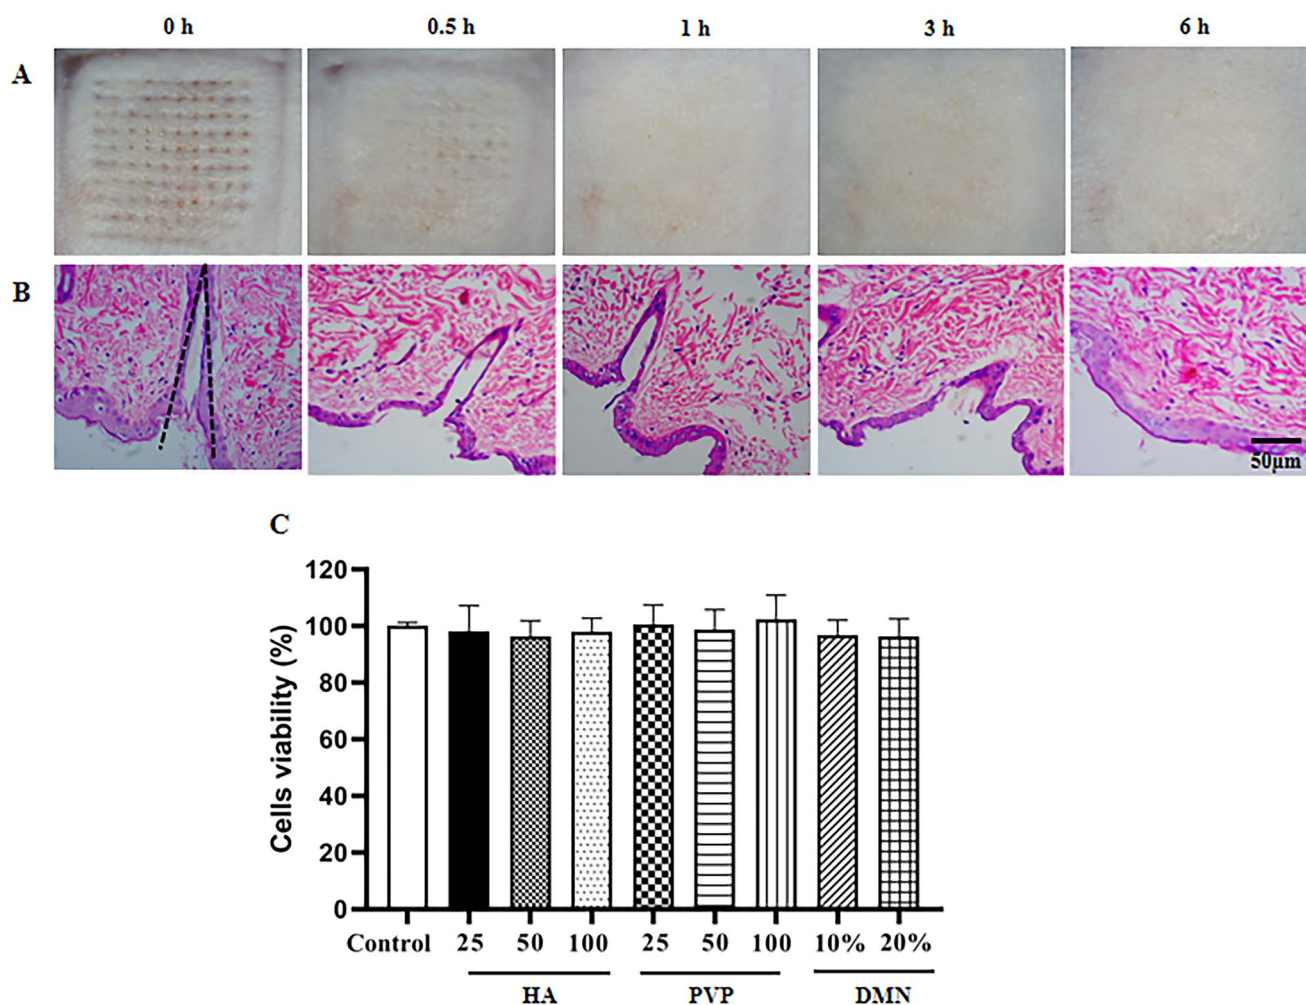 0 h 0.5 h 1 h 3 h 6 h
A
B
50μm
C
Cells viability (%)
120
100
80
60
40
20
0
Control 25 50 100 25 50 100 10% 20%
HA PVP DMN